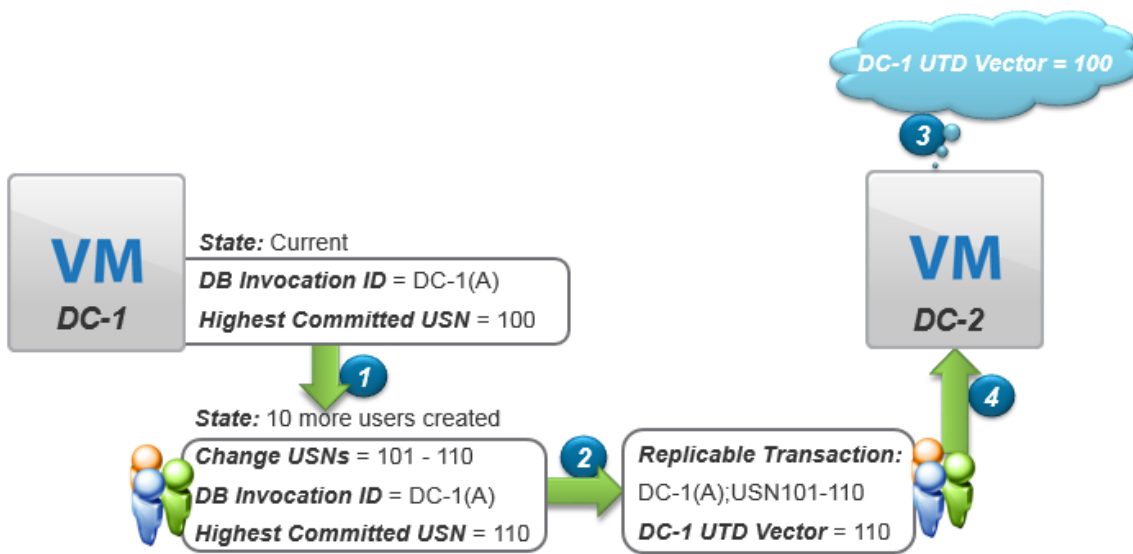 DC-1 UTD Vector = 100
3
VM
DC-1
State: Current
DB Invocation ID = DC-1(A)
Highest Committed USN = 100
VM
DC-2
1
4
State: 10 more users created
Change USNs = 101 - 110
DB Invocation ID = DC-1(A)
Highest Committed USN = 110
2
Replicable Transaction:
DC-1(A);USN101-110
DC-1 UTD Vector = 110